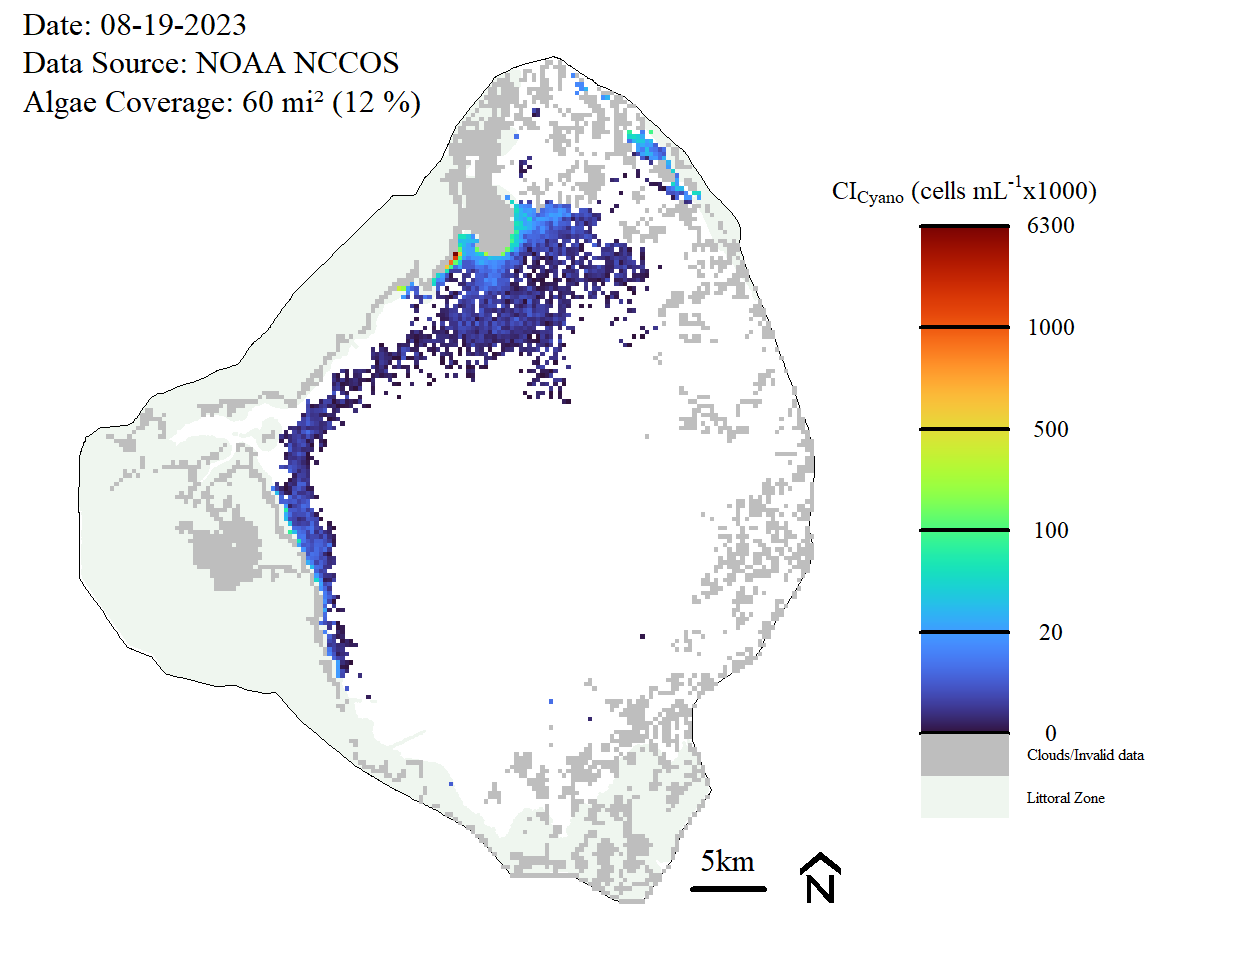 Date: 08-19-2023
Data Source: NOAA NCCOS
Algae Coverage: 60 mi² (12 %)
CICyano (cells mL-1x1000)
6300
1000
500
100
20
0
Clouds/Invalid data
Littoral Zone
5km
N